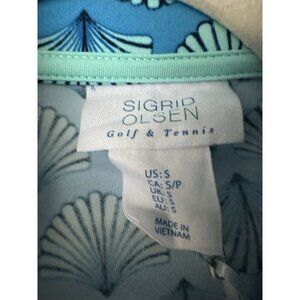 SIGRID
OLSEN
Golf & Tennis
US: S
CA: S/P
UK: S
EU: S
AU: S
MADE IN
VIETNAM